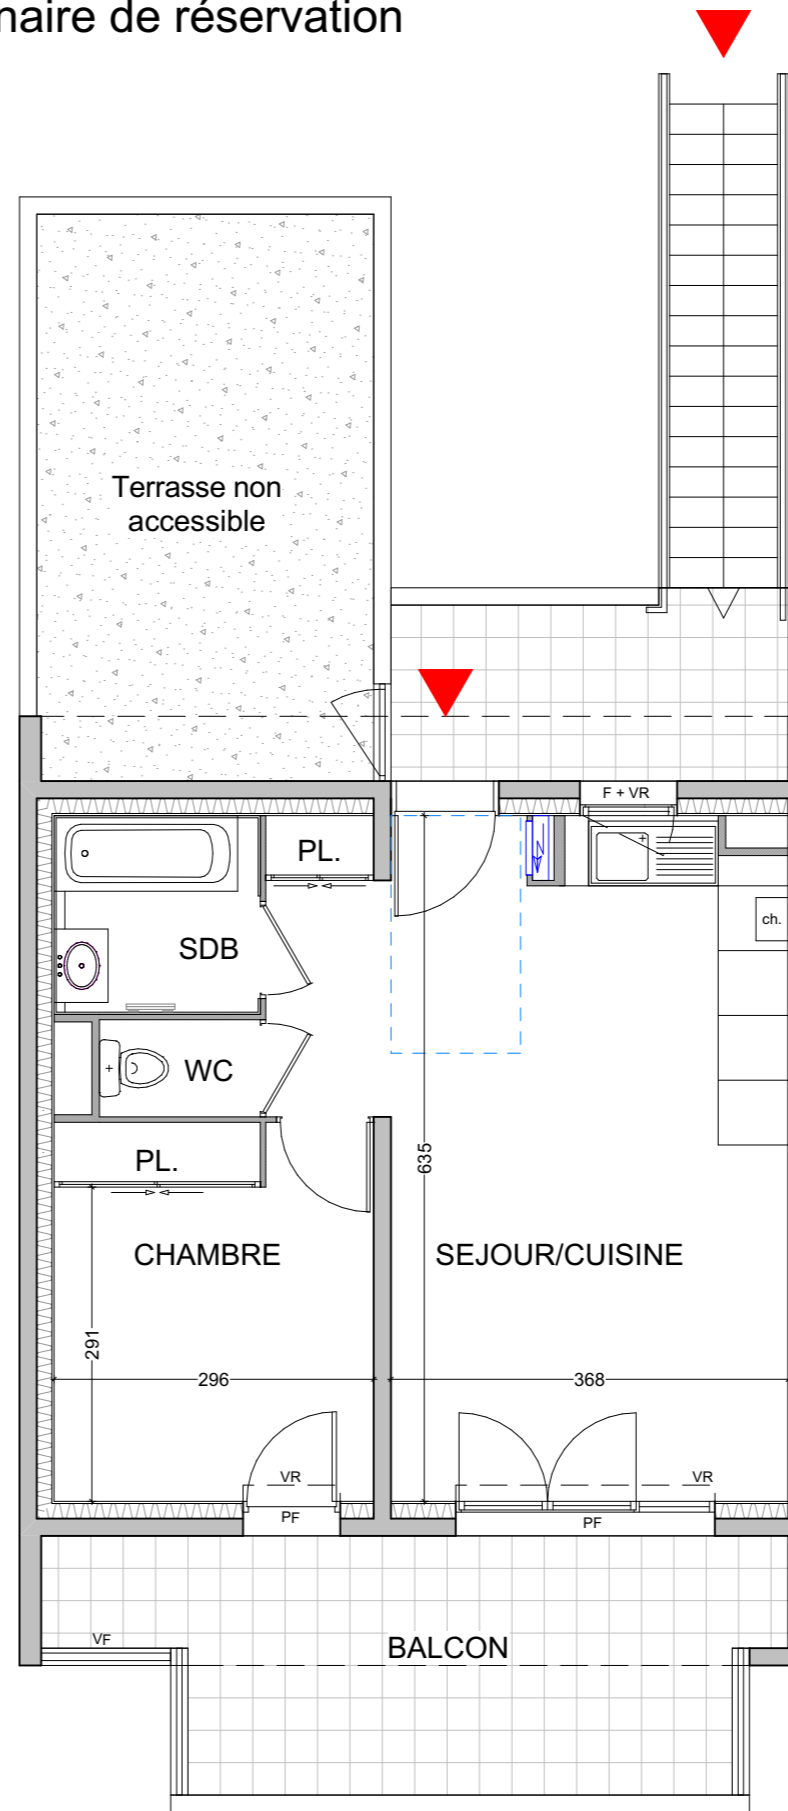 naire de réservation
Terrasse non
accessible
F + VR
PL.
ch.
SDB
WC
635
PL.
CHAMBRE
SEJOUR/CUISINE
291
296
368
VR
VR
PF
PF
VF
BALCON